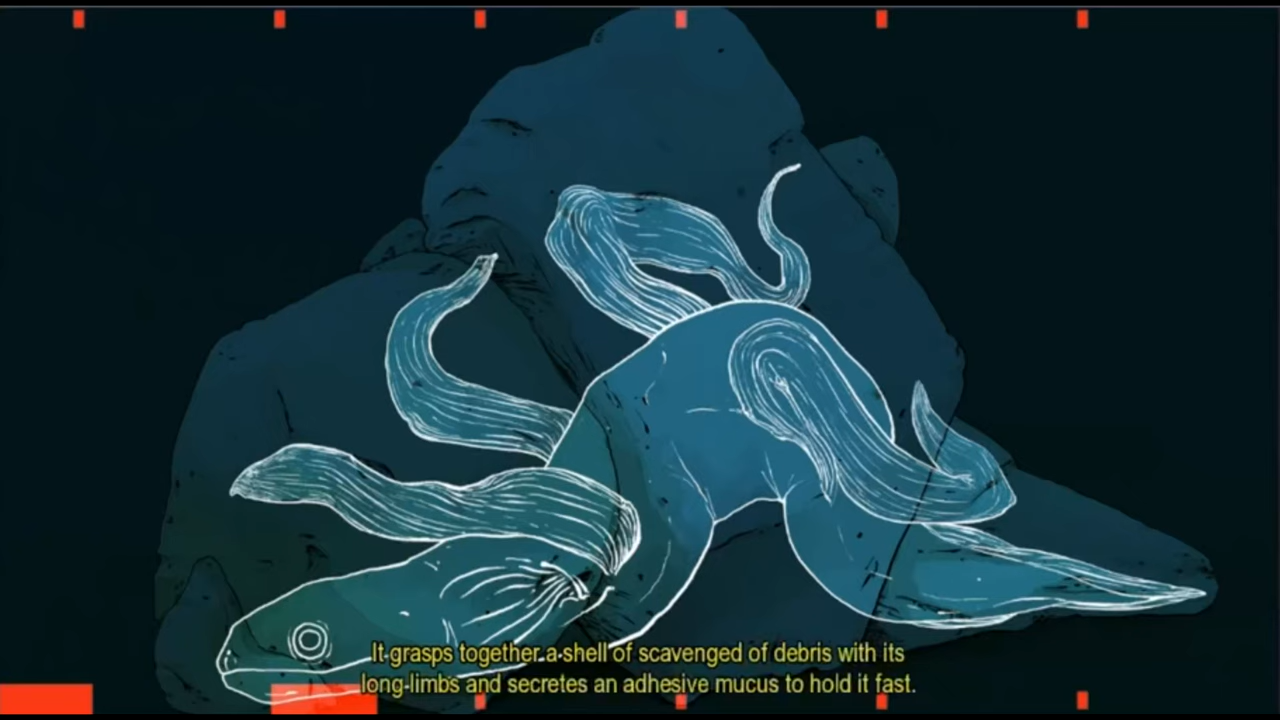 It grasps together a shell of scavenged of debris with its
long-limbs and secretes an adhesive mucus to hold it fast.